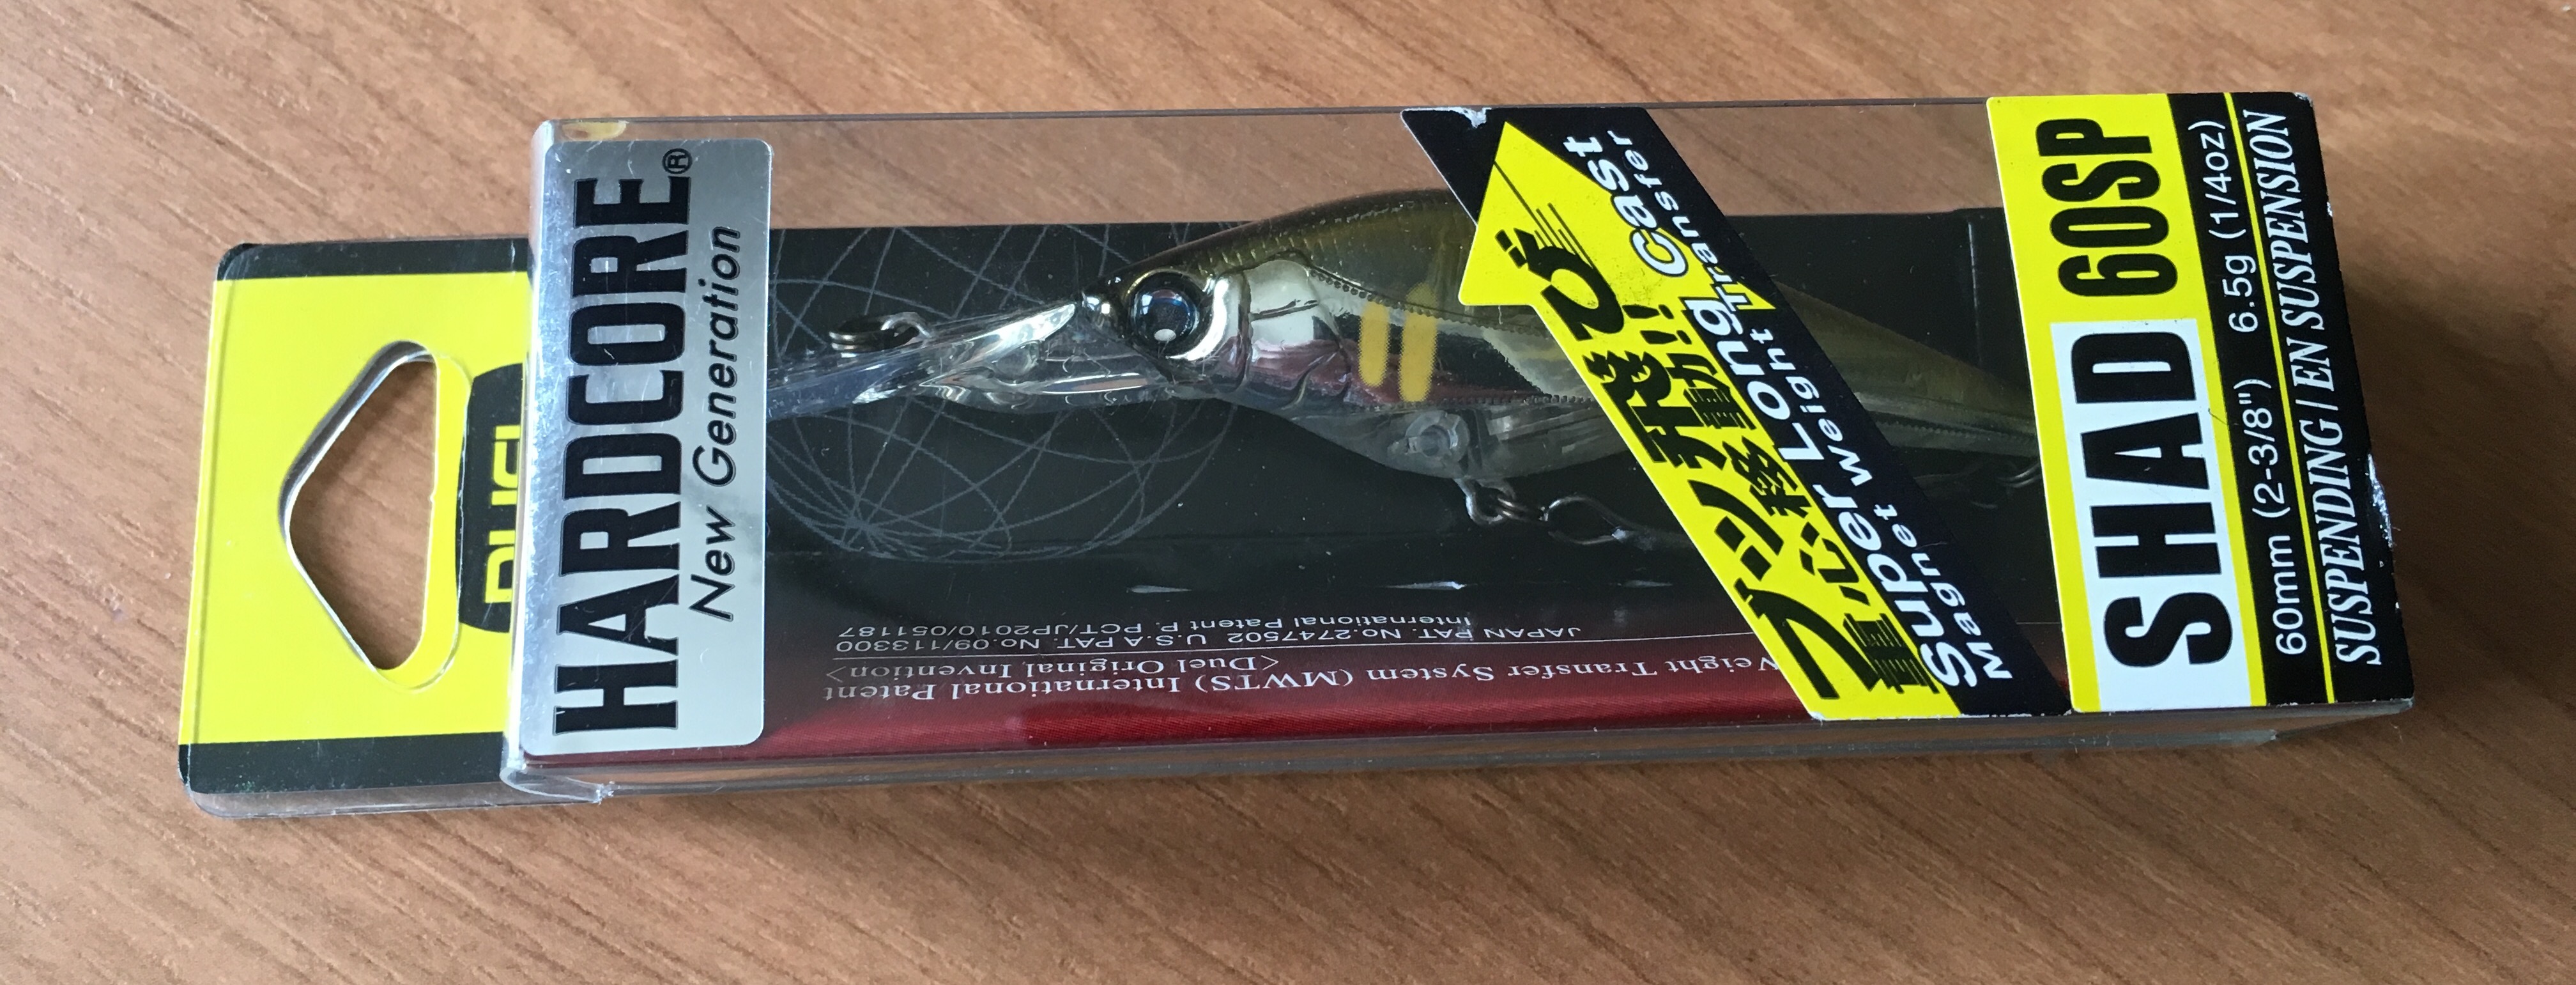 DUEL
HARDCORE®
New Generation
ブッ飛び
重心移動!!
Super Long Cast
Magnet Weight Transfer
SHAD 60SP
60mm (2-3/8") 6.5g (1/4oz)
SUSPENDING / EN SUSPENSION
Weight Transfer System (MWTS) International Patent
<Duel Original Invention>
JAPAN PAT. No.2747502 U.S.A PAT. No.09/113300
International Patent P. PCT/JP2010/051187